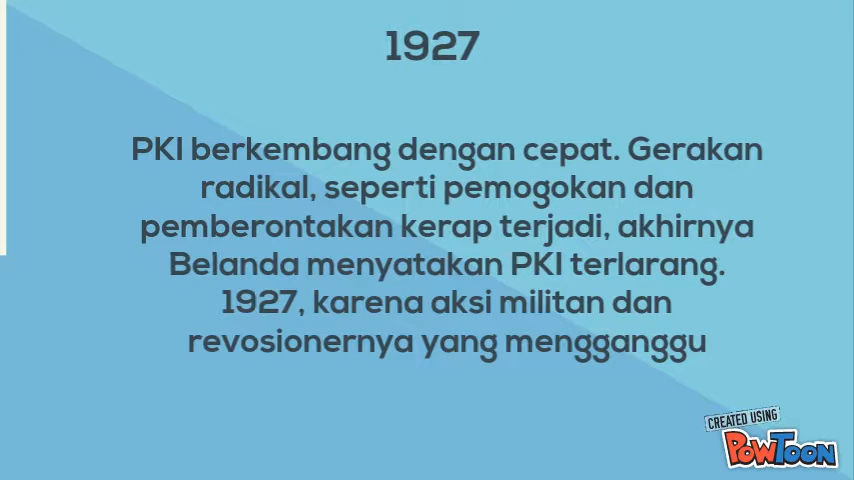 1927
PKI berkembang dengan cepat. Gerakan
radikal, seperti pemogokan dan
pemberontakan kerap terjadi, akhirnya
Belanda menyatakan PKI terlarang.
1927, karena aksi militan dan
revosionernya yang mengganggu
CREATED USING
POWTOON